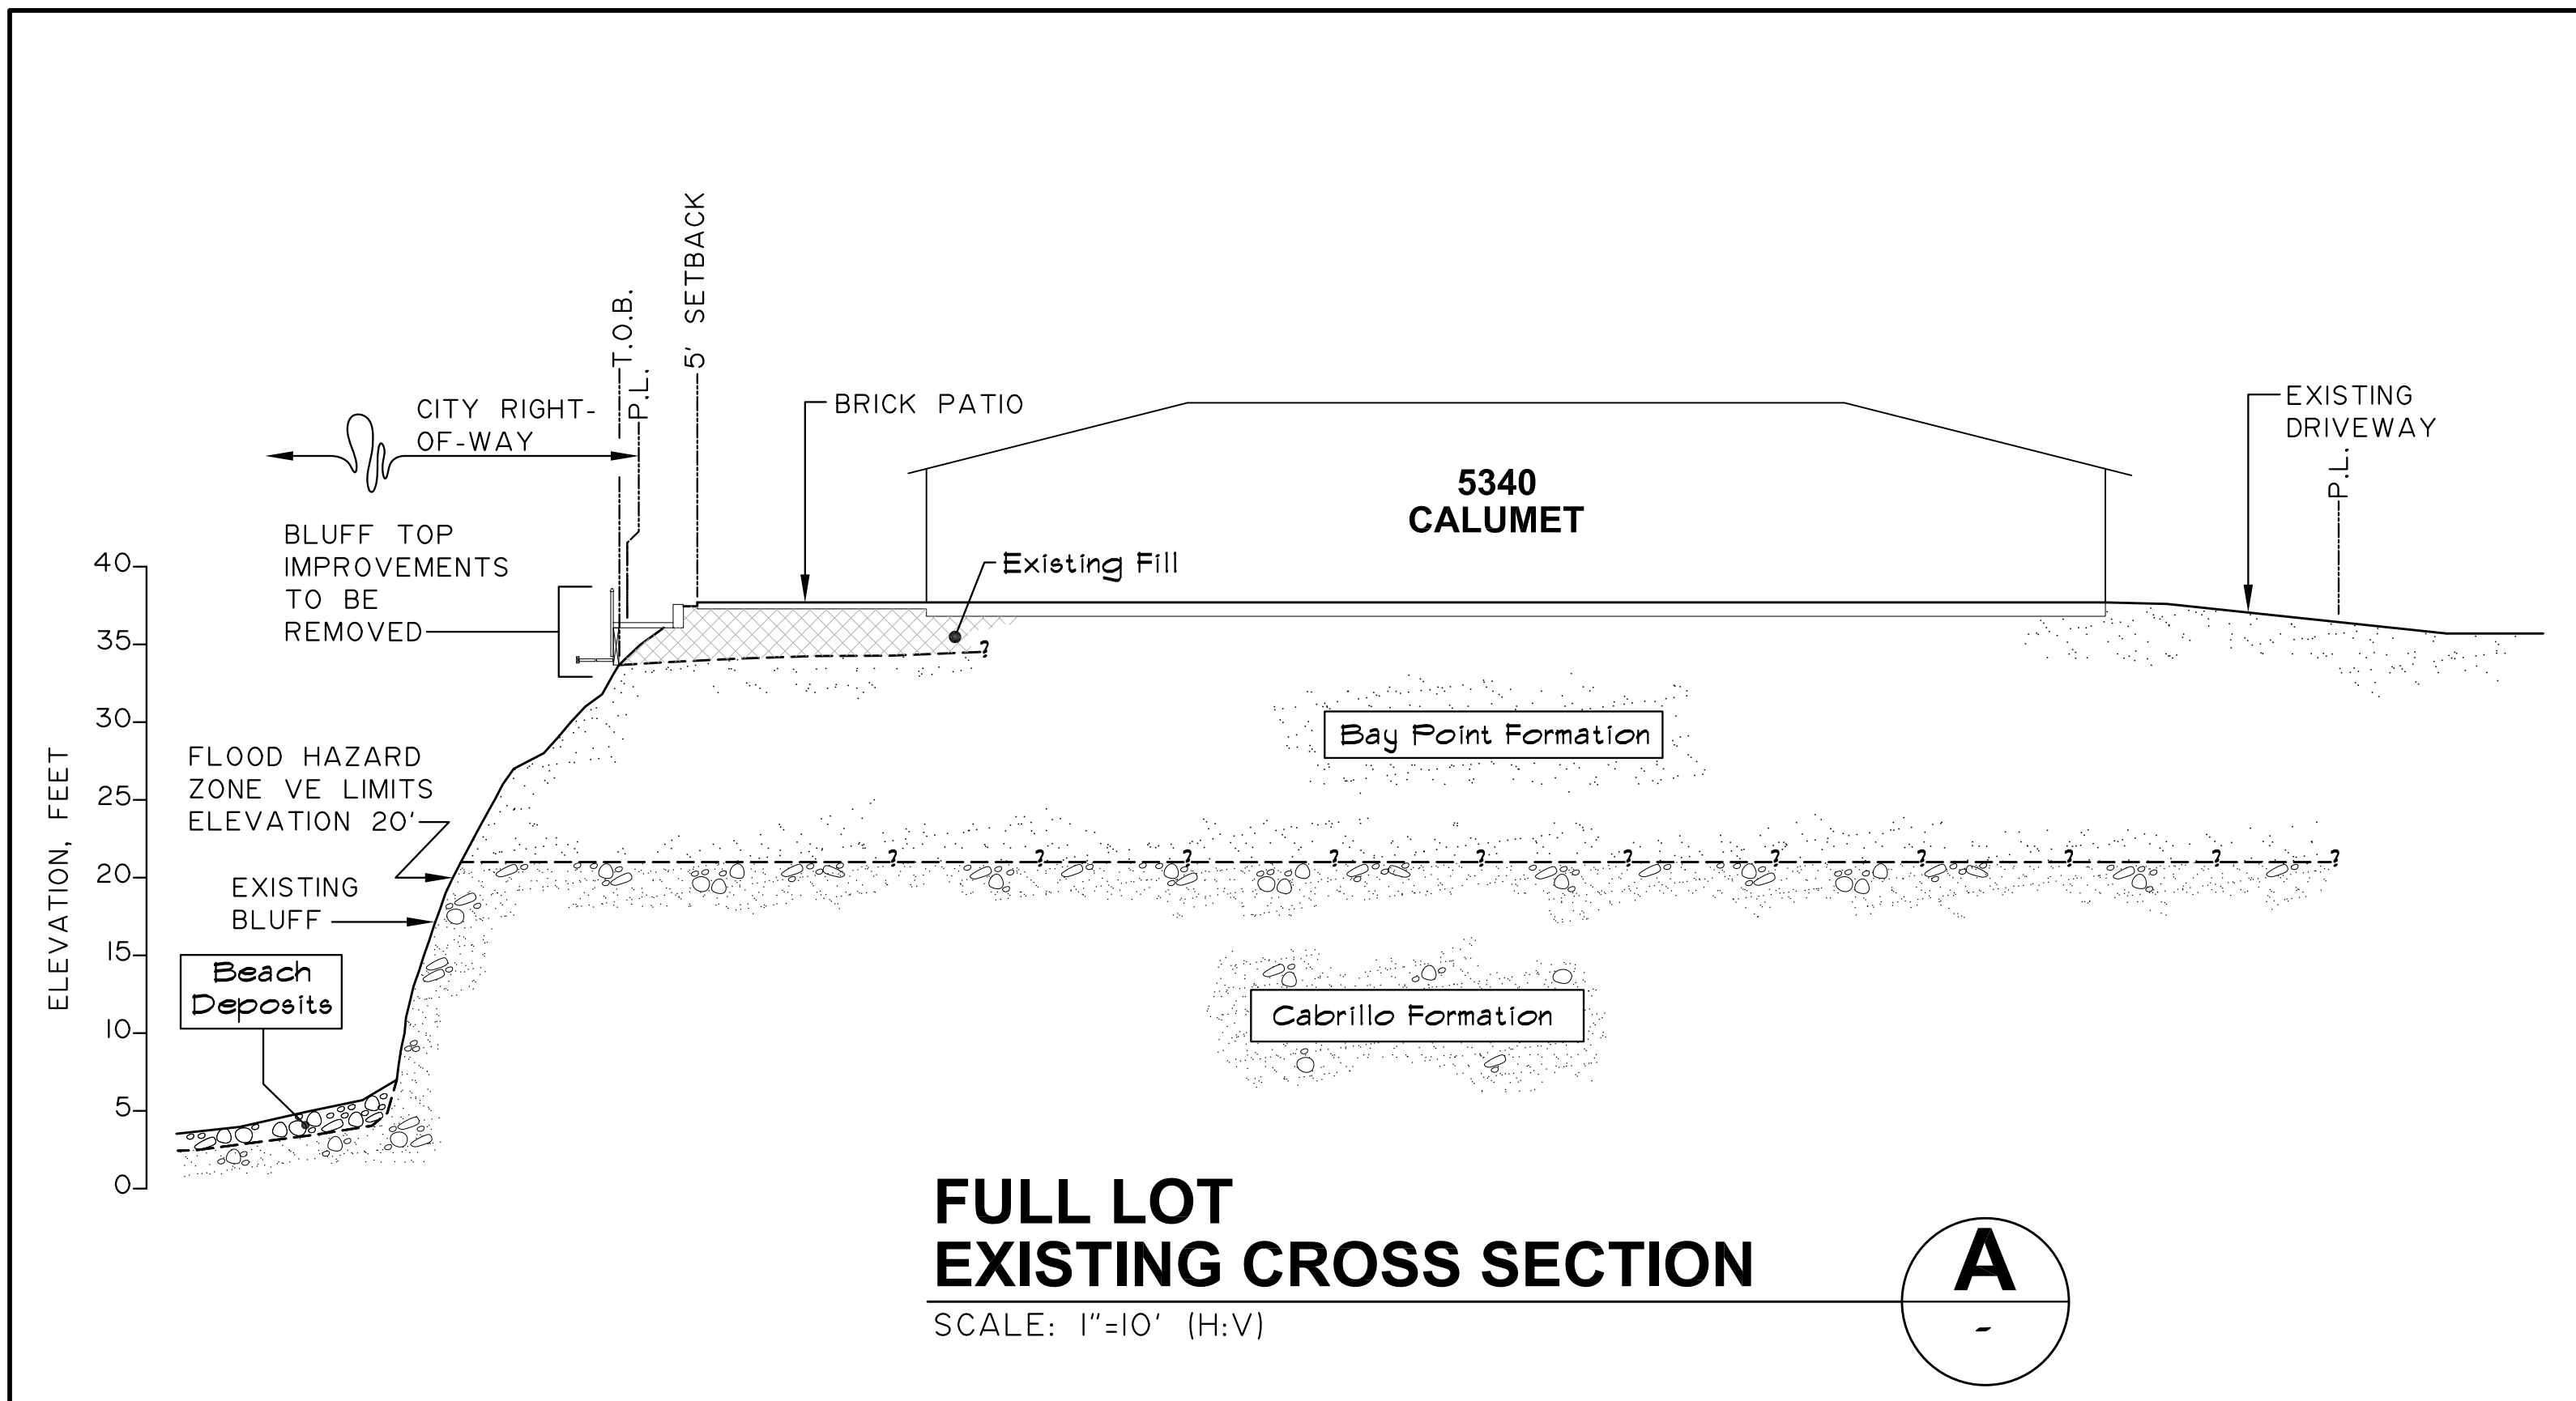 T.O.B.
P.L.
5' SETBACK
CITY RIGHT-
OF-WAY
BRICK PATIO
EXISTING
DRIVEWAY
P.L.
5340
CALUMET
BLUFF TOP
IMPROVEMENTS
TO BE
REMOVED
Existing Fill
?
Bay Point Formation
FLOOD HAZARD
ZONE VE LIMITS
ELEVATION 20'
? ? ? ? ? ? ? ? ? ? ?
EXISTING
BLUFF
Beach
Deposits
Cabrillo Formation
ELEVATION, FEET
40
35
30
25
20
15
10
5
0
FULL LOT
EXISTING CROSS SECTION
SCALE: 1"=10' (H:V)
A
-